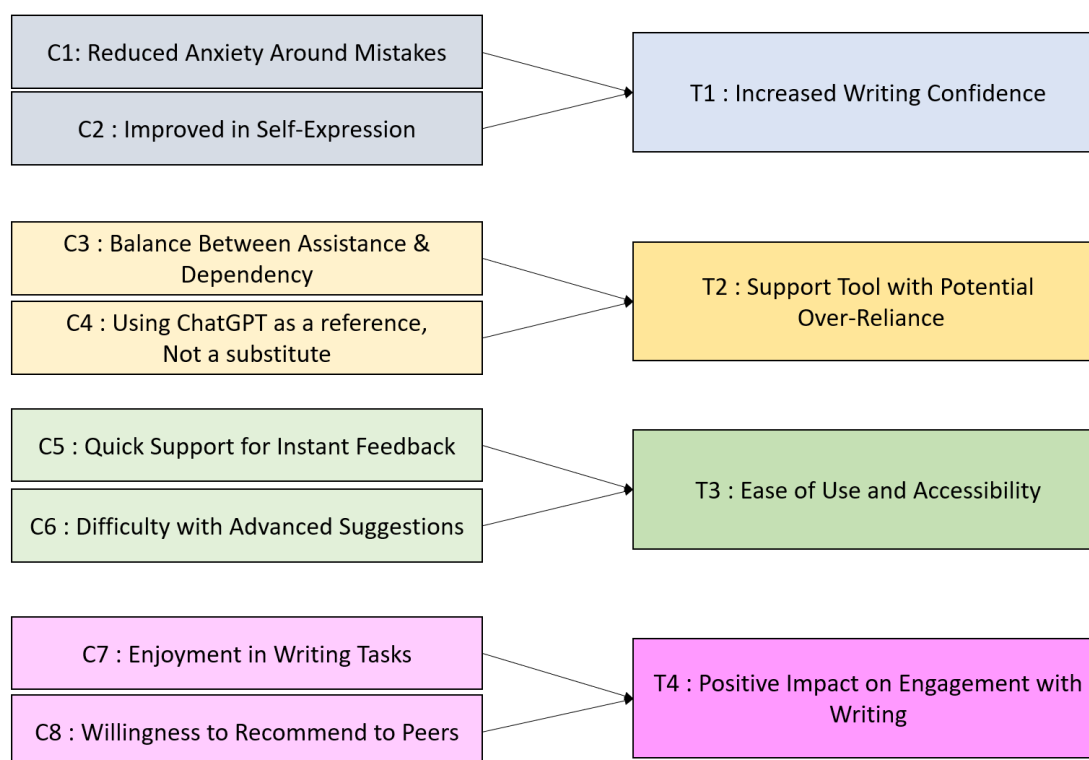 C1: Reduced Anxiety Around Mistakes
C2 : Improved in Self-Expression
T1 : Increased Writing Confidence
C3 : Balance Between Assistance &
Dependency
C4 : Using ChatGPT as a reference,
Not a substitute
T2 : Support Tool with Potential
Over-Reliance
C5 : Quick Support for Instant Feedback
C6 : Difficulty with Advanced Suggestions
T3 : Ease of Use and Accessibility
C7 : Enjoyment in Writing Tasks
C8 : Willingness to Recommend to Peers
T4 : Positive Impact on Engagement with
Writing